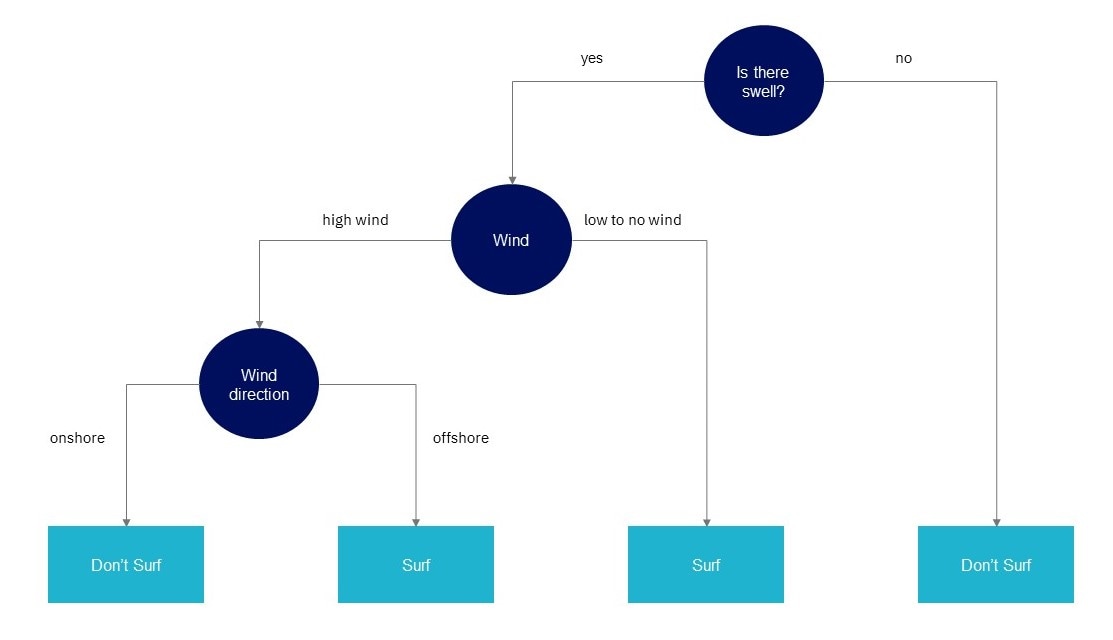 yes
no
Is there
swell?
high wind
low to no wind
Wind
Wind
direction
onshore
offshore
Don’t Surf
Surf
Surf
Don’t Surf